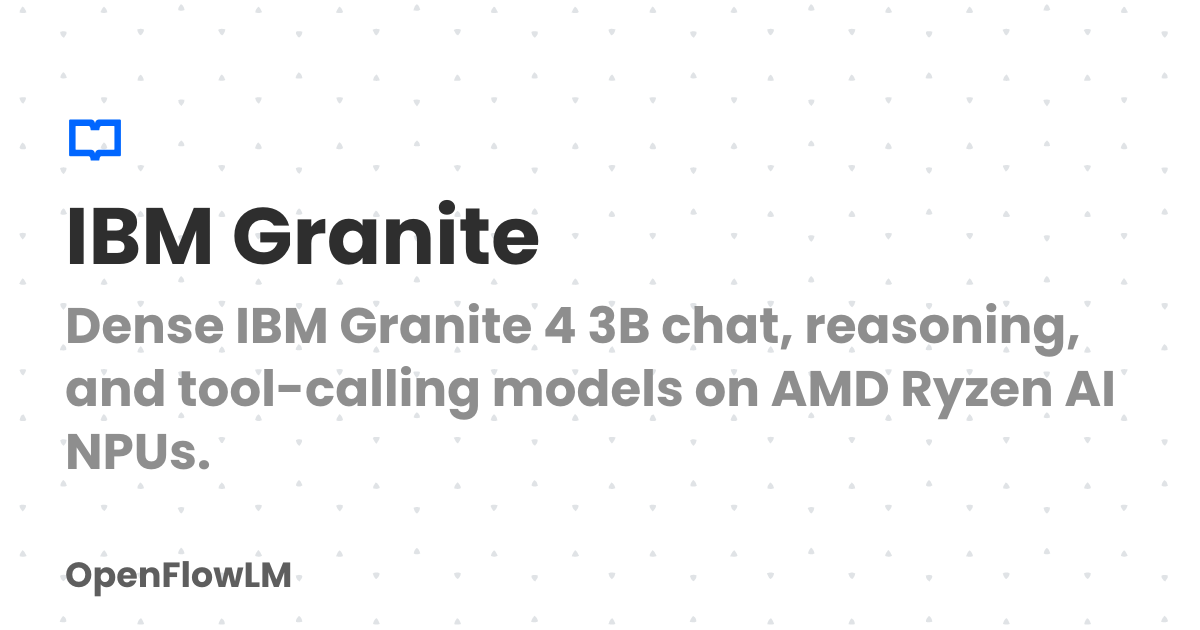 IBM Granite
Dense IBM Granite 4 3B chat, reasoning,
and tool-calling models on AMD Ryzen AI
NPUs.
OpenFlowLM